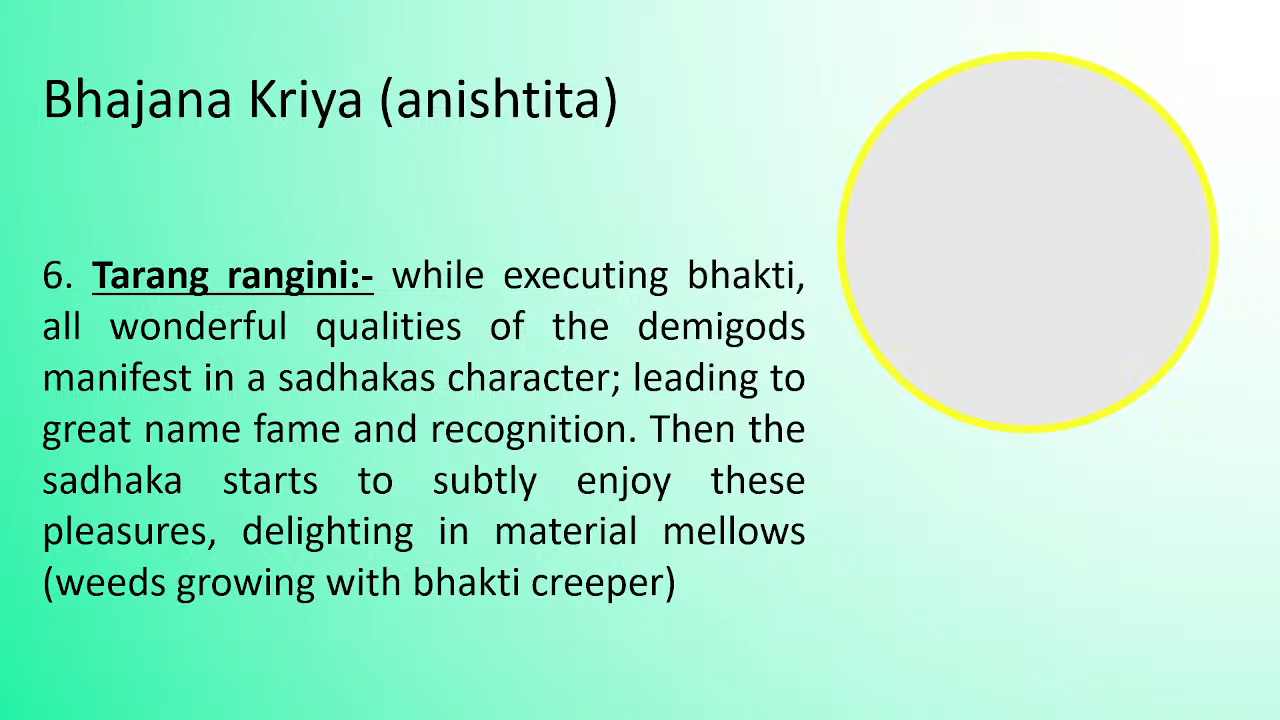 Bhajana Kriya (anishtita)
6. Tarang rangini:- while executing bhakti,
all wonderful qualities of the demigods
manifest in a sadhakas character; leading to
great name fame and recognition. Then the
sadhaka starts to subtly enjoy these
pleasures, delighting in material mellows
(weeds growing with bhakti creeper)